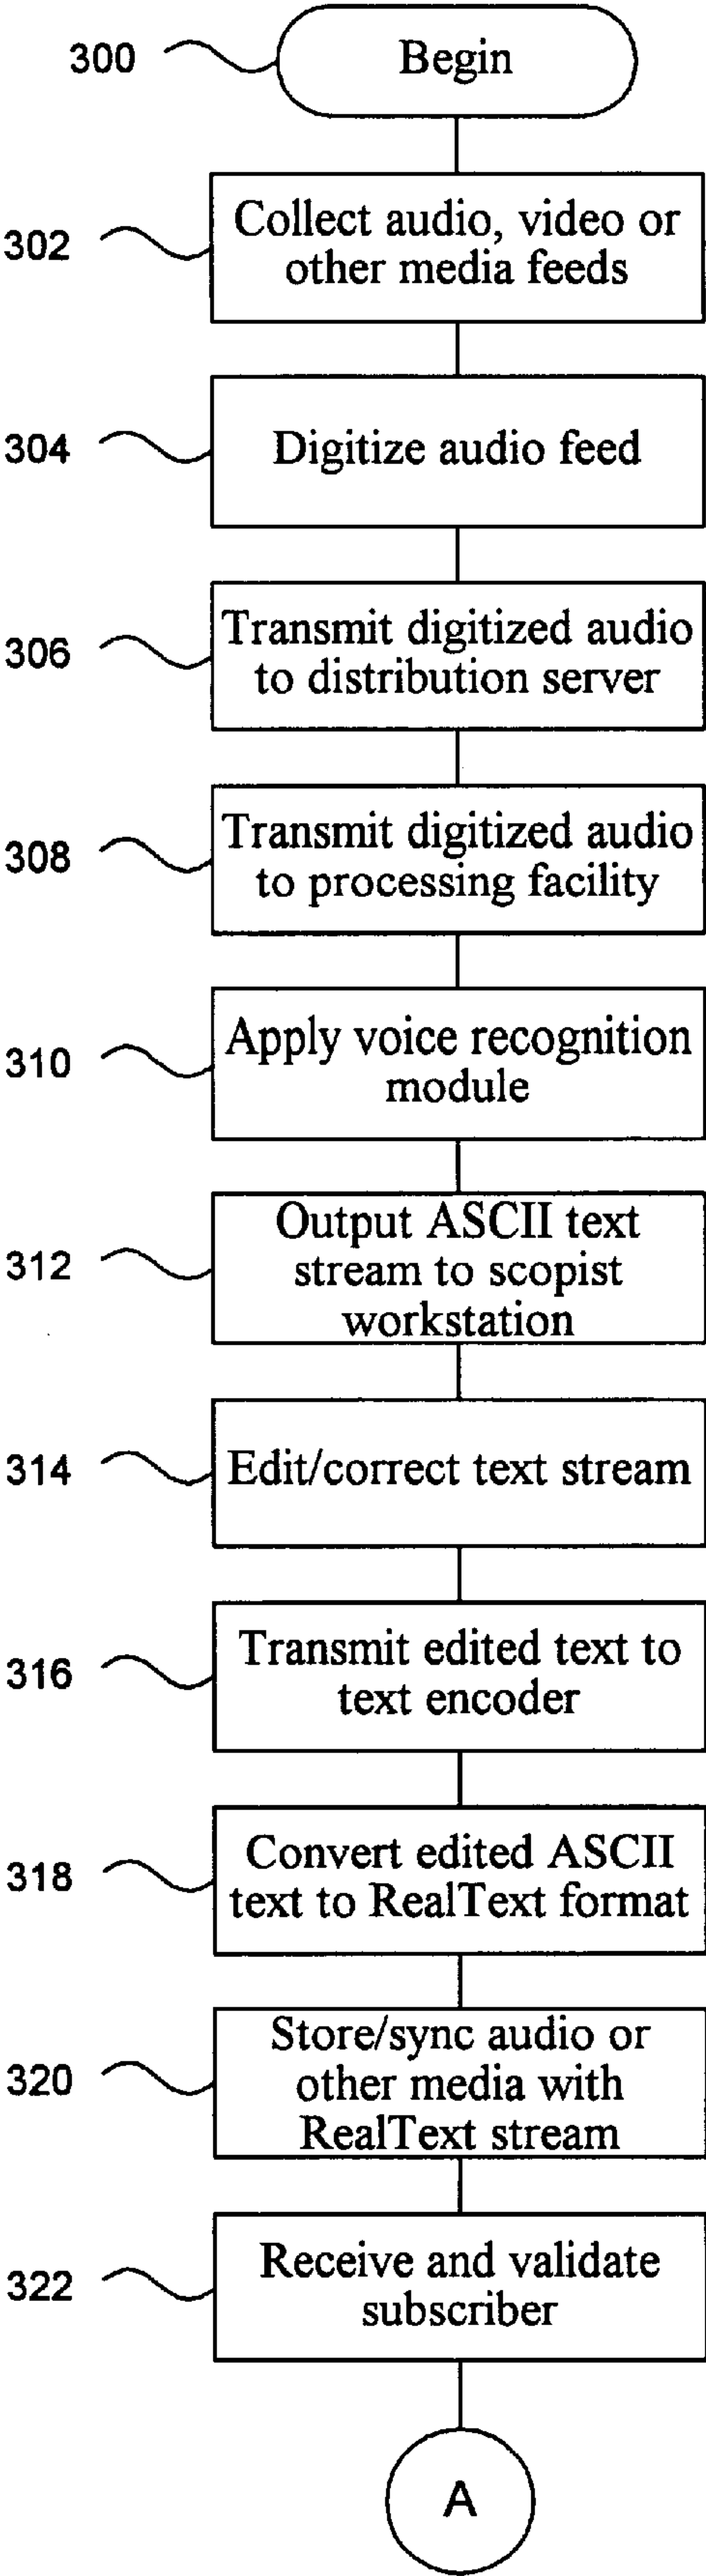 300
Begin
302
Collect audio, video or
other media feeds
304
Digitize audio feed
306
Transmit digitized audio
to distribution server
308
Transmit digitized audio
to processing facility
310
Apply voice recognition
module
312
Output ASCII text
stream to scopist
workstation
314
Edit/correct text stream
316
Transmit edited text to
text encoder
318
Convert edited ASCII
text to RealText format
320
Store/sync audio or
other media with
RealText stream
322
Receive and validate
subscriber
A